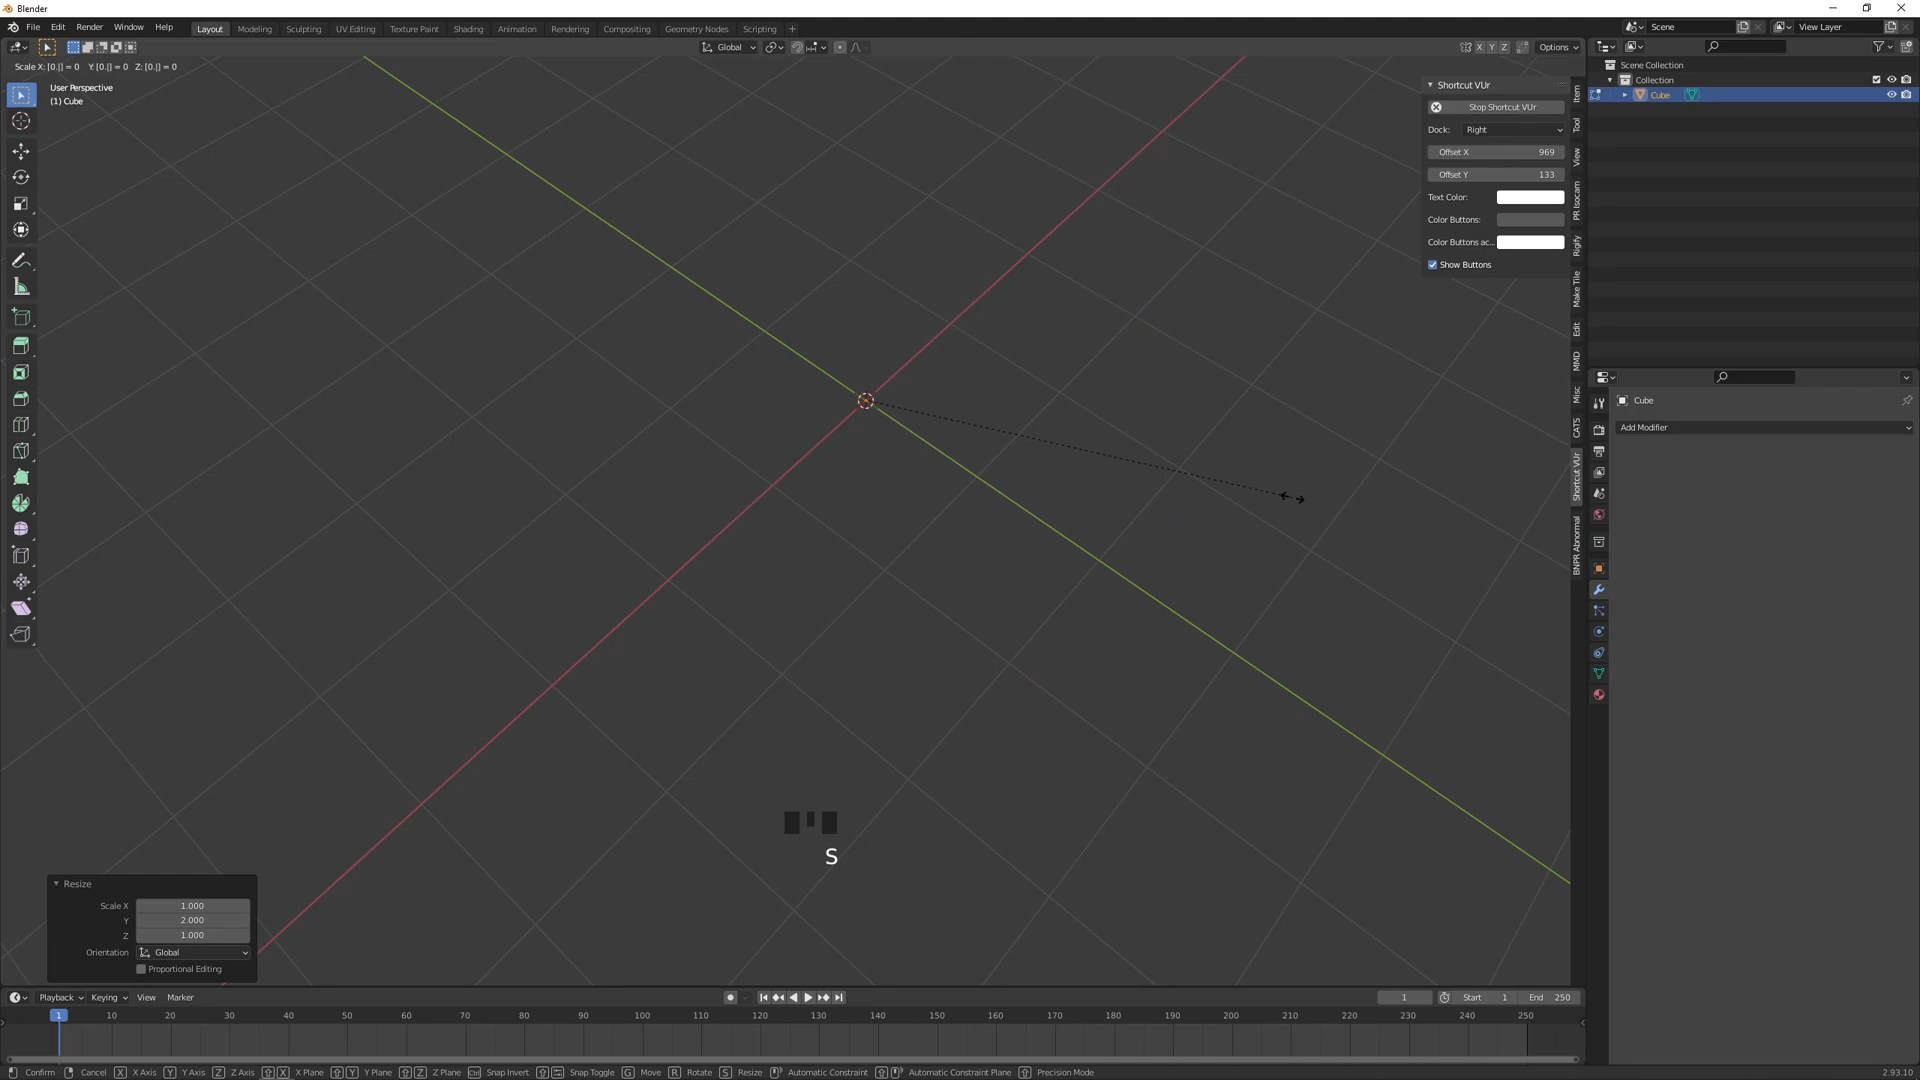 Blender
File Edit Render Window Help Layout Modeling Sculpting UV Editing Texture Paint Shading Animation Rendering Compositing Geometry Nodes Scripting + Scene View Layer
Global X Y Z Options
Scale X: [0.|] = 0 Y: [0.|] = 0 Z: [0.|] = 0
User Perspective
(1) Cube
Shortcut VUr
Stop Shortcut VUr
Dock: Right
Offset X 969
Offset Y 133
Text Color:
Color Buttons:
Color Buttons ac...
Show Buttons
Item
Tool
View
PR Isocam
Rigify
Make Tile
Edit
MMD
Misc
CATS
Shortcut VUr
BNPR Abnormal
Scene Collection
Collection
Cube
Cube
Add Modifier
S
Resize
Scale X 1.000
Y 2.000
Z 1.000
Orientation Global
Proportional Editing
Playback Keying View Marker 1 Start 1 End 250
1 10 20 30 40 50 60 70 80 90 100 110 120 130 140 150 160 170 180 190 200 210 220 230 240 250
Confirm Cancel X X Axis Y Y Axis Z Z Axis X X Plane Y Y Plane Z Z Plane Ctrl Snap Invert Snap Toggle G Move R Rotate S Resize Automatic Constraint Automatic Constraint Plane Precision Mode 2.93.10